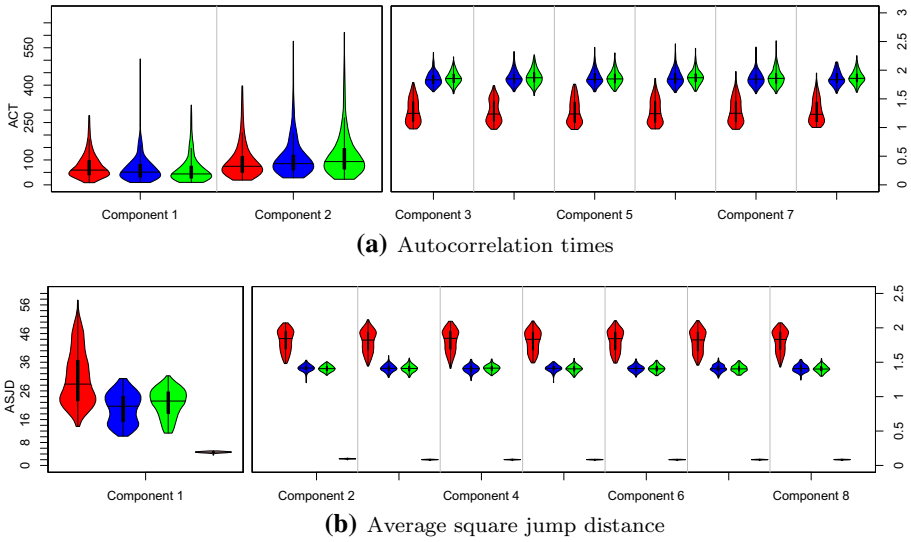 ACT
0 100 250 400 550
0 0.5 1 1.5 2 2.5 3
Component 1 Component 2 Component 3 Component 5 Component 7
(a) Autocorrelation times
ASJD
0 8 16 26 36 46 56
0 0.5 1 1.5 2 2.5
Component 1 Component 2 Component 4 Component 6 Component 8
(b) Average square jump distance